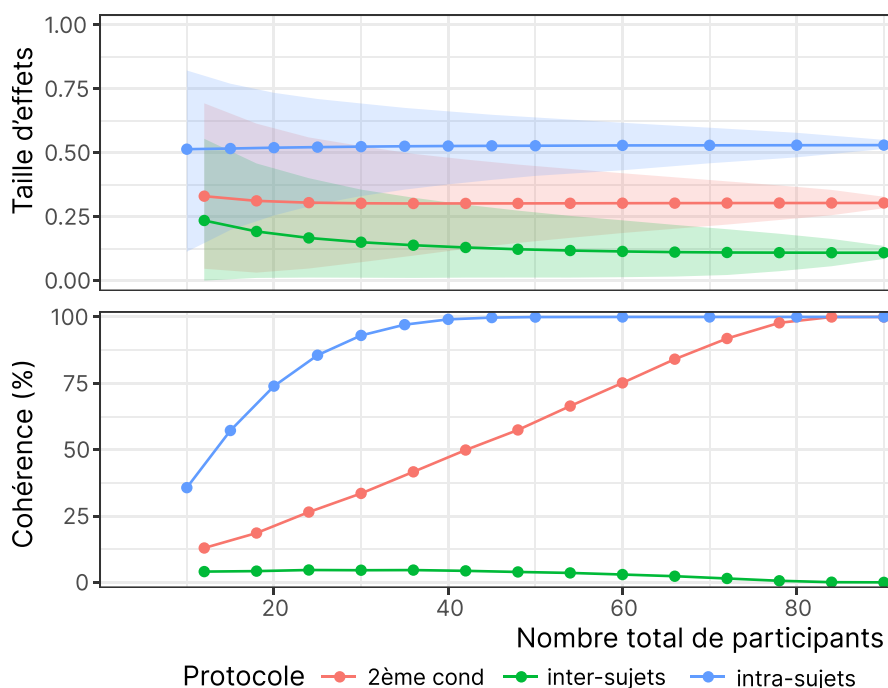 Taille d'effets
1.00
0.75
0.50
0.25
0.00
Cohérence (%)
100
75
50
25
0
20 40 60 80
Nombre total de participants
Protocole 2ème cond inter-sujets intra-sujets